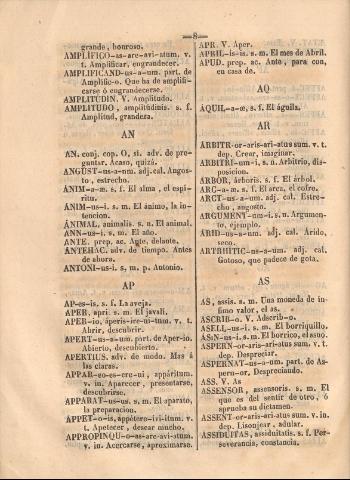 =8=
grande, honroso.
AMPLIFICO-as-are-avi-atum. v.
t. Amplificar, engrandecer.
AMPLIFICAND-us-a-um. part. de
Amplific-o. Que ha de amplifi-
carse ó engrandecerse.
AMPLITUDIN. V. Amplitudo.
AMPLITUDO, amplitúdinis. s. f.
Amplitud, grandeza.
AN
AN. conj. cop. O, si. adv. de pre-
guntar. Acaso, quizá.
ANGUST-us-a-um. adj. cal. Angos-
to, estrecho.
ANIM-a-æ. s. f. El alma, el espí-
ritu.
ANIM-us-i. s. m. El ánimo, la in-
tencion.
ÁNIMAL, animalis. s. n. El animal.
ANN-us-i. s. m. El año.
ANTE. prep. ac. Ante, delante.
ANTEHAC. adv. de tiempo. Antes
de ahora.
ANTONI-us-i. s. m. p. Antonio.
AP
AP-es-is. s. f. La aveja.
APER, apri. s. m. El javalí.
APER-io, áperis-ire-ui-tum. v. t.
Abrir, descubrir.
APERT-us-a-um. part. de Aper-io.
Abierto, descubierto.
APERTIUS. adv. de modo. Mas á
las claras.
APPAR-eo-es-ere-ui, appáritum.
v. in. Aparecer, presentarse,
descubrirse.
APPARAT-us-us. s. m. El aparato,
la preparacion.
APPET-o-is, appétere-ivi-itum. v.
t. Apetecer, desear mucho.
APPROPINQU-o-as-are-avi-atum.
v. in. Acercarse, aproximarse.
APR. V. Aper.
APRIL-is-is. s. m. El mes de Abril.
APUD. prep. ac. Ante, para con,
en casa de.
AQ
AQUIL-a-æ, s. f. El águila.
AR
ARBITR-or-aris-ari-atus sum. v. t.
dep. Creer, imaginar.
ARBITRI-um-i, s. n. Arbitrio, dis-
posicion.
ARBOR, árboris. s. f. El árbol.
ARC-a-æ. s. f. El arca, el cofre.
ARCT-us-a-um. adj. cal. Estre-
cho, angosto.
ARGUMENT-um-i, s. n. Argumen-
to, ejemplo.
ARID-us-a-um. adj. cal. Árido,
seco.
ARTHRITIC-us-a-um. adj. cal.
Gotoso, que padece de gota.
AS
AS, assis. s. m. Una moneda de ín-
fimo valor, el as.
ASCRIB-o. V. Adscrib-o.
ASELL-us-i. s. m. El borriquillo.
ASIN-us-i. s. m. El borrico, el asno.
ASPERN-or-aris-ari-atus sum. v. t.
dep. Despreciar.
ASPERNAT-us-a-um. part. de As-
pern-or. Despreciando.
ASS. V. As
ASSENSOR, assensoris. s. m. El
que es del sentir de otro, ó
aprueba su dictamen.
ASSENT-or-aris-ari-atus sum. v. in.
dep. Lisonjear, adular.
ASSIDUITAS, assiduitatis. s. f. Per-
severancia, constancia.